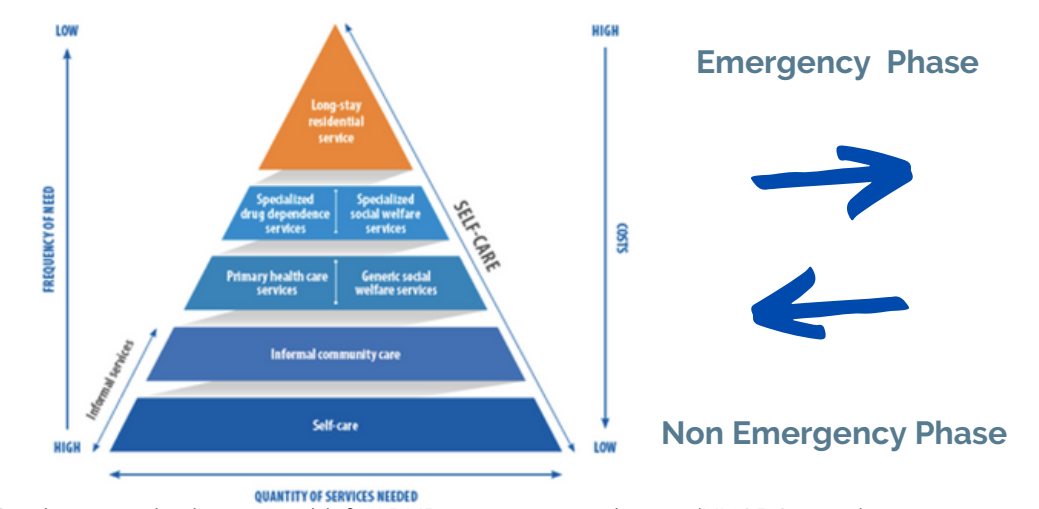 LOW
HIGH
Emergency Phase
Long-stay
residential
service
FREQUENCY OF NEED
Specialized
drug dependence
services
Specialized
social welfare
services
SELF-CARE
COSTS
Primary health care
services
Generic social
welfare services
Informal services
Informal community care
Self-care
HIGH
LOW
Non Emergency Phase
QUANTITY OF SERVICES NEEDED